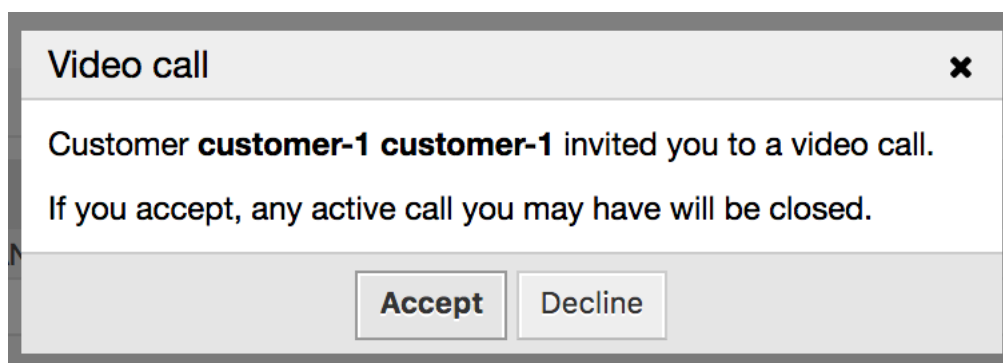 Video call
Customer customer-1 customer-1 invited you to a video call.
If you accept, any active call you may have will be closed.
Accept
Decline